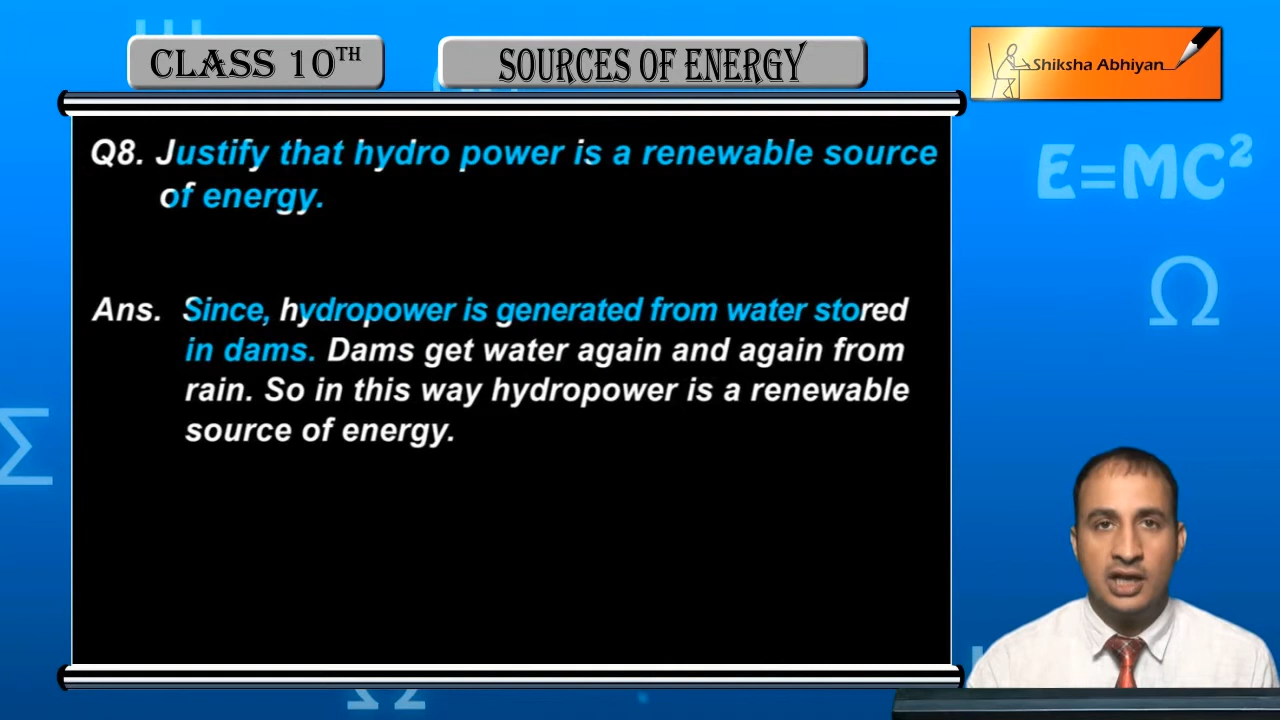 CLASS 10TH
SOURCES OF ENERGY
Shiksha Abhiyan
Q8. Justify that hydro power is a renewable source
of energy.
E=MC²
Ω
Ans. Since, hydropower is generated from water stored
in dams. Dams get water again and again from
rain. So in this way hydropower is a renewable
source of energy.
Σ
Ω